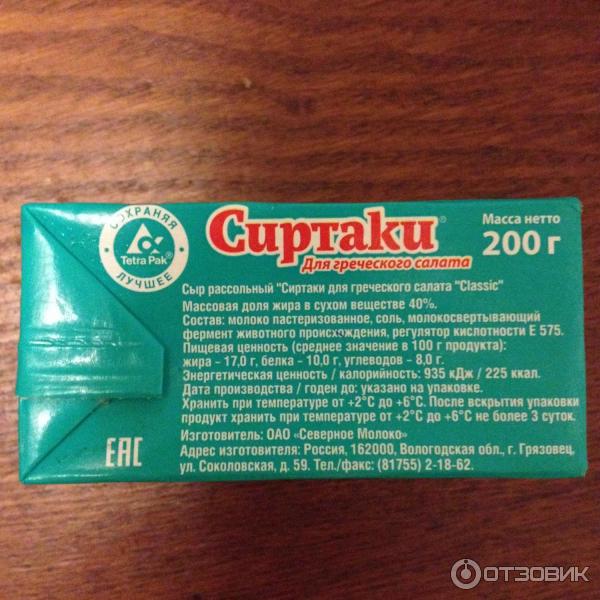 СОХРАНЯЯ
Tetra Pak®
ЛУЧШЕЕ
Сиртаки®
Для греческого салата
Масса нетто
200 г
Сыр рассольный "Сиртаки для греческого салата "Classic"
Массовая доля жира в сухом веществе 40%.
Состав: молоко пастеризованное, соль, молокосвертывающий
фермент животного происхождения, регулятор кислотности Е 575.
Пищевая ценность (среднее значение в 100 г продукта):
жира – 17,0 г, белка - 10,0 г, углеводов – 8,0 г.
Энергетическая ценность / калорийность: 935 кДж / 225 ккал.
Дата производства / годен до: указано на упаковке.
Хранить при температуре от +2°С до +6°С. После вскрытия упаковки
продукт хранить при температуре от +2°С до +6°С не более 3 суток.
Изготовитель: ОАО «Северное Молоко»
Адрес изготовителя: Россия, 162000, Вологодская обл., г. Грязовец,
ул. Соколовская, д. 59. Тел./факс: (81755) 2-18-62.
ЕАС
ОТЗОВИК